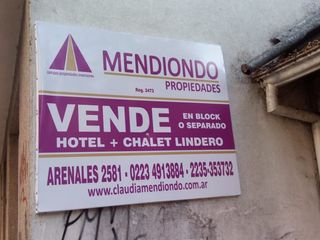 MENDIONDO
PROPIEDADES
Reg. 3472
VENDE
EN BLOCK
O SEPARADO
HOTEL + CHALET LINDERO
ARENALES 2581 - 0223 4913884 - 2235-353732
www.claudiamendiondo.com.ar